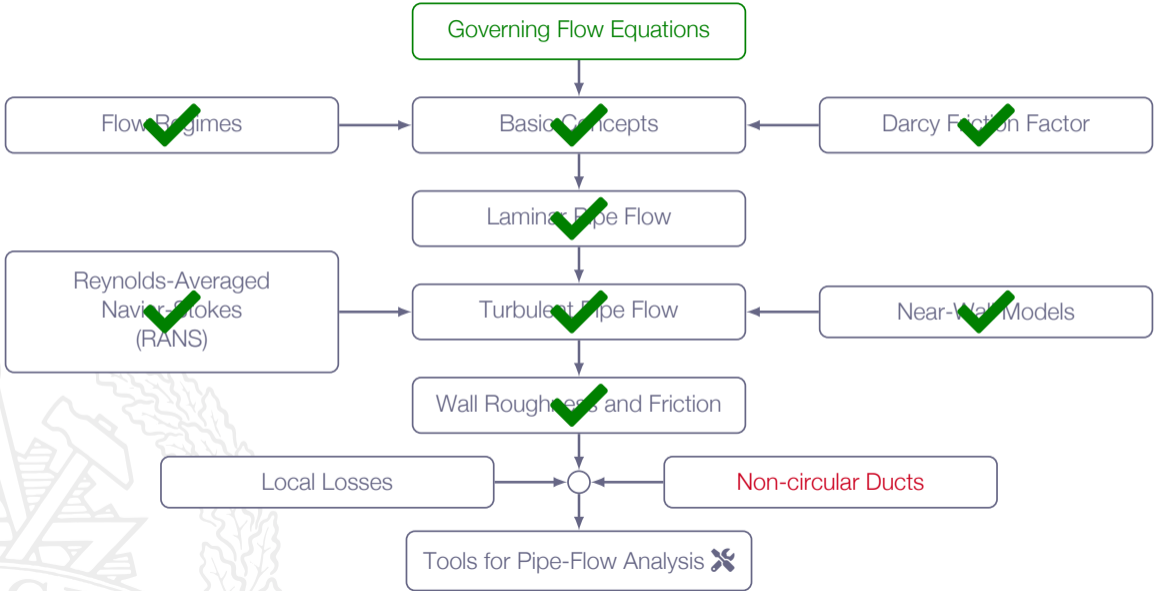 Governing Flow Equations
Flow Regimes
Basic Concepts
Darcy Friction Factor
Laminar Pipe Flow
Reynolds-Averaged
Navier-Stokes
(RANS)
Turbulent Pipe Flow
Near-Wall Models
Wall Roughness and Friction
Local Losses
Non-circular Ducts
Tools for Pipe-Flow Analysis